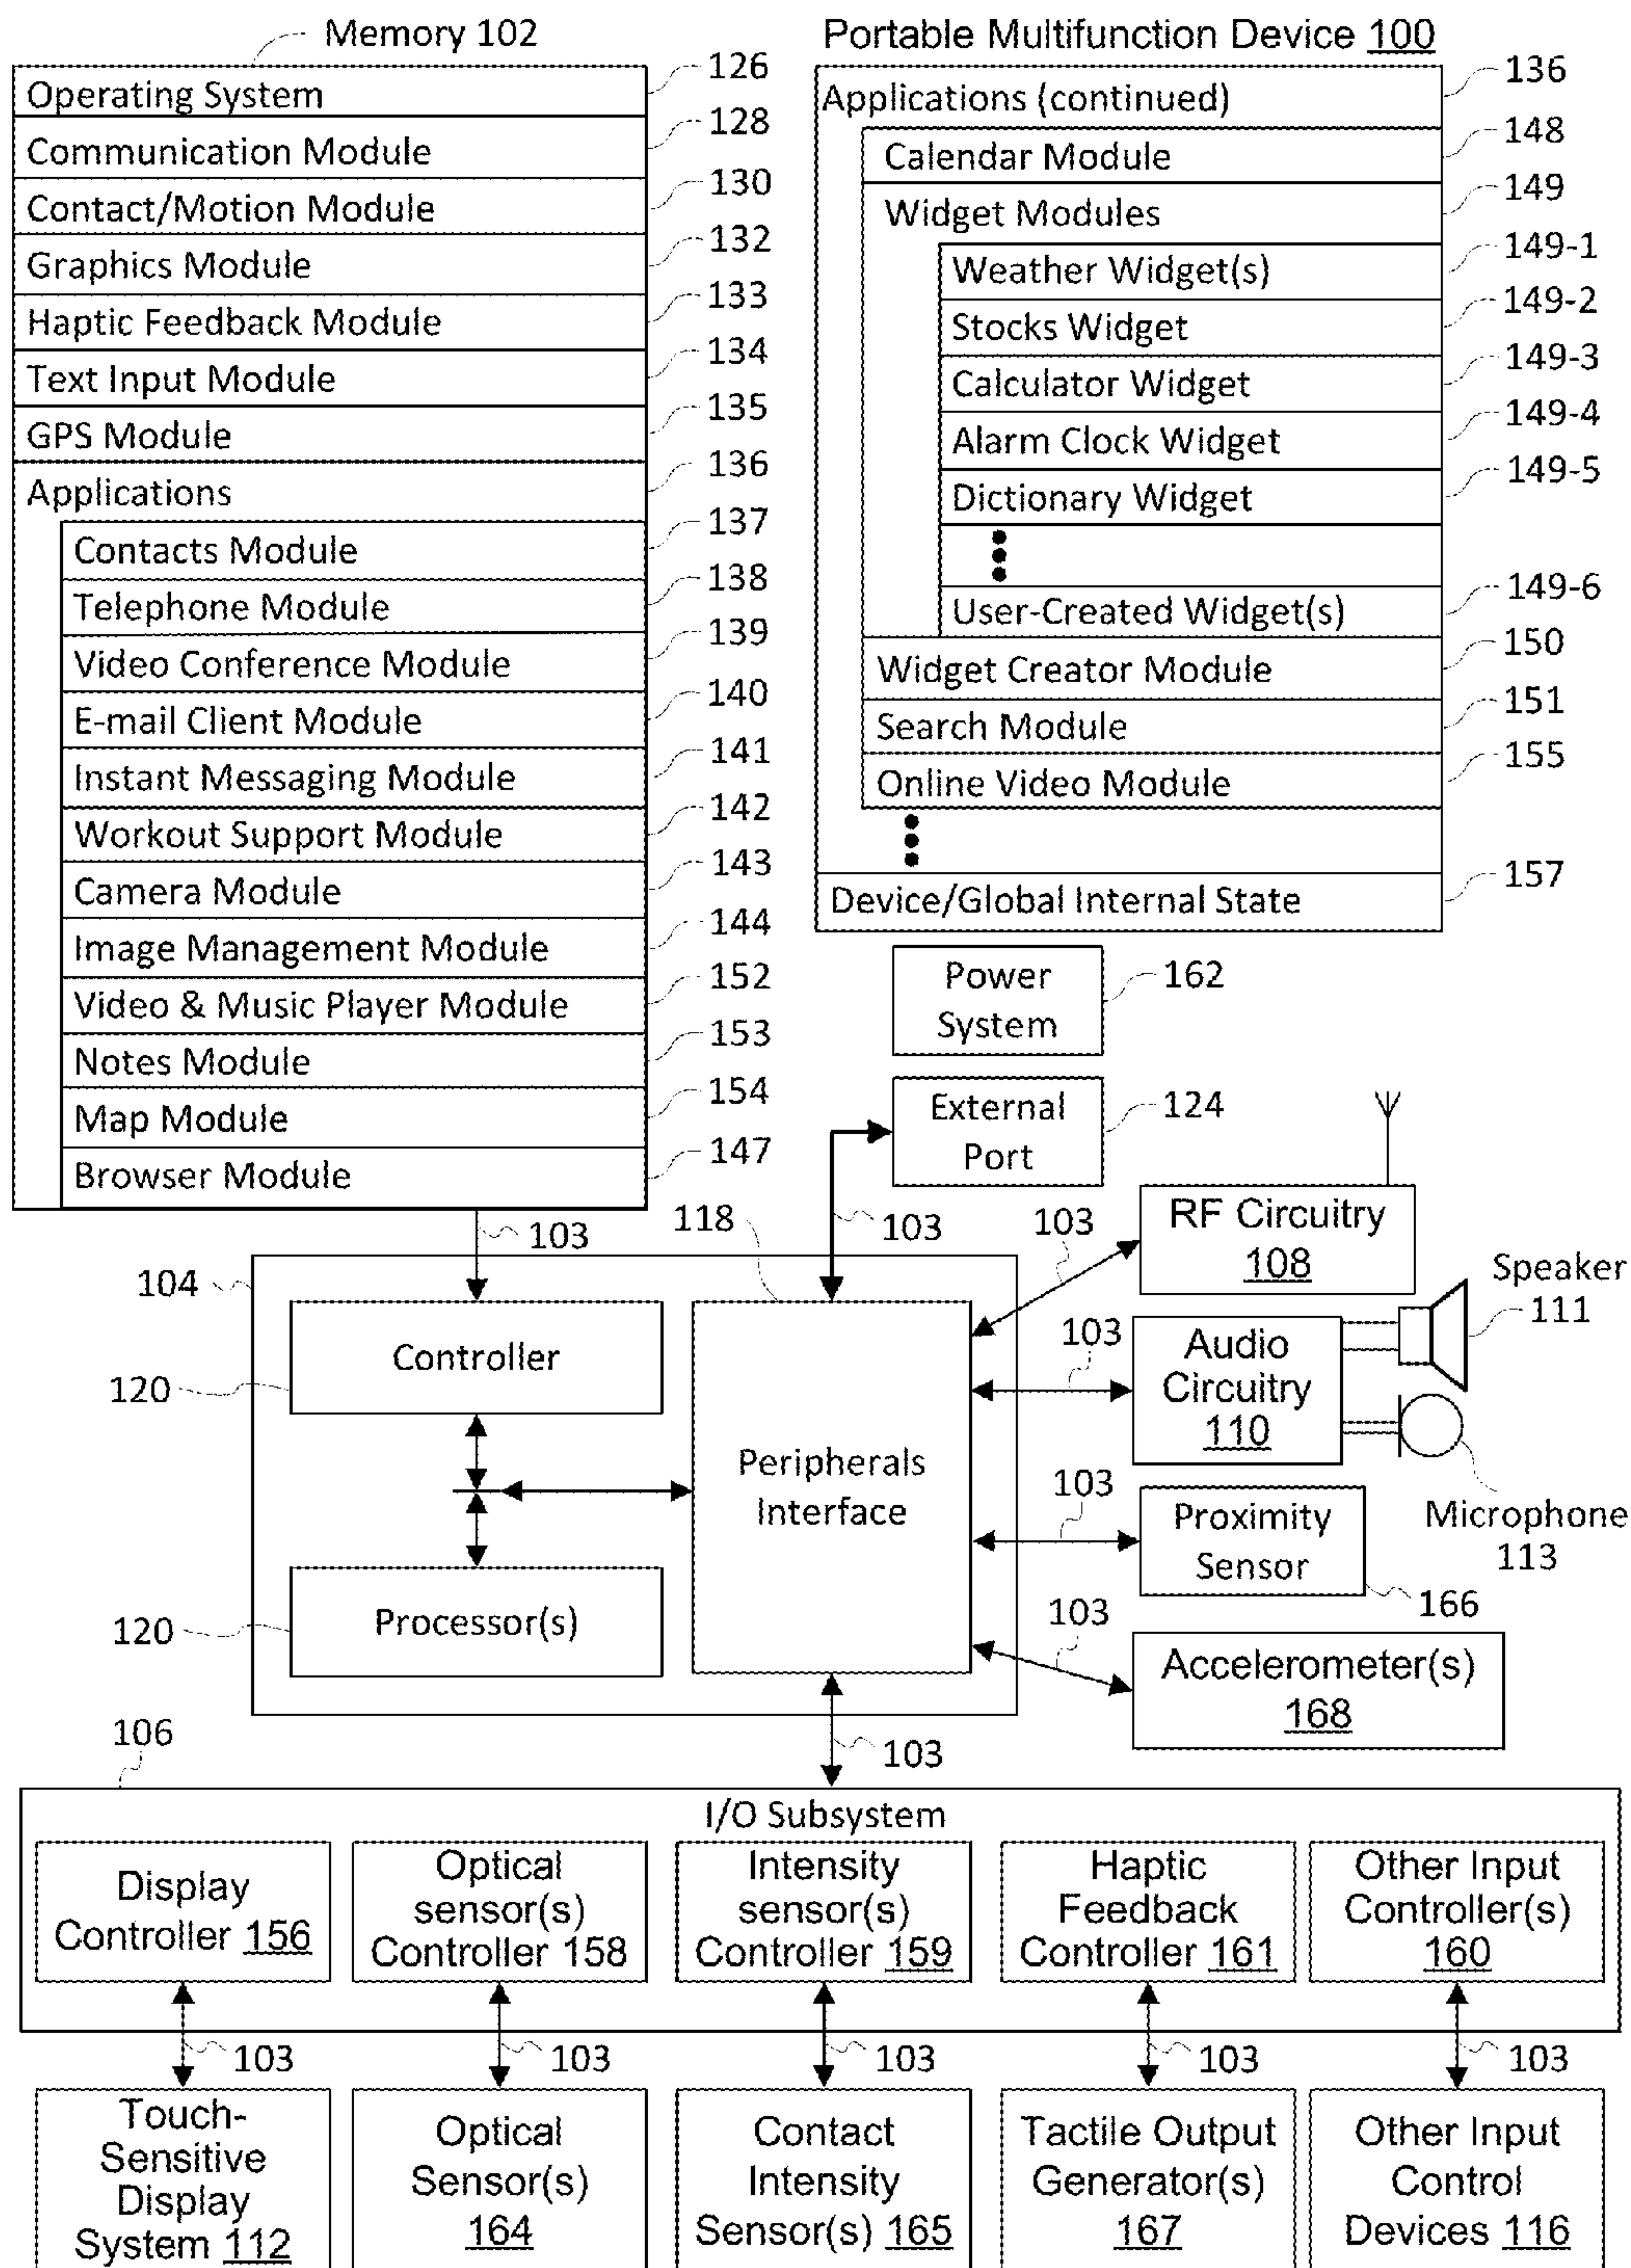 Memory 102
Operating System 126
Communication Module 128
Contact/Motion Module 130
Graphics Module 132
Haptic Feedback Module 133
Text Input Module 134
GPS Module 135
Applications 136
Contacts Module 137
Telephone Module 138
Video Conference Module 139
E-mail Client Module 140
Instant Messaging Module 141
Workout Support Module 142
Camera Module 143
Image Management Module 144
Video & Music Player Module 152
Notes Module 153
Map Module 154
Browser Module 147
Portable Multifunction Device 100
Applications (continued) 136
Calendar Module 148
Widget Modules 149
Weather Widget(s) 149-1
Stocks Widget 149-2
Calculator Widget 149-3
Alarm Clock Widget 149-4
Dictionary Widget 149-5
User-Created Widget(s) 149-6
Widget Creator Module 150
Search Module 151
Online Video Module 155
Device/Global Internal State 157
Power
System
162
External
Port
124
103
118
103
103
RF Circuitry
108
104
Controller
120
Peripherals
Interface
Processor(s)
120
103
Audio
Circuitry
110
Speaker
111
Microphone
113
103
Proximity
Sensor
166
103
Accelerometer(s)
168
103
106
I/O Subsystem
Display
Controller 156
Optical
sensor(s)
Controller 158
Intensity
sensor(s)
Controller 159
Haptic
Feedback
Controller 161
Other Input
Controller(s)
160
103
103
103
103
103
Touch-
Sensitive
Display
System 112
Optical
Sensor(s)
164
Contact
Intensity
Sensor(s) 165
Tactile Output
Generator(s)
167
Other Input
Control
Devices 116